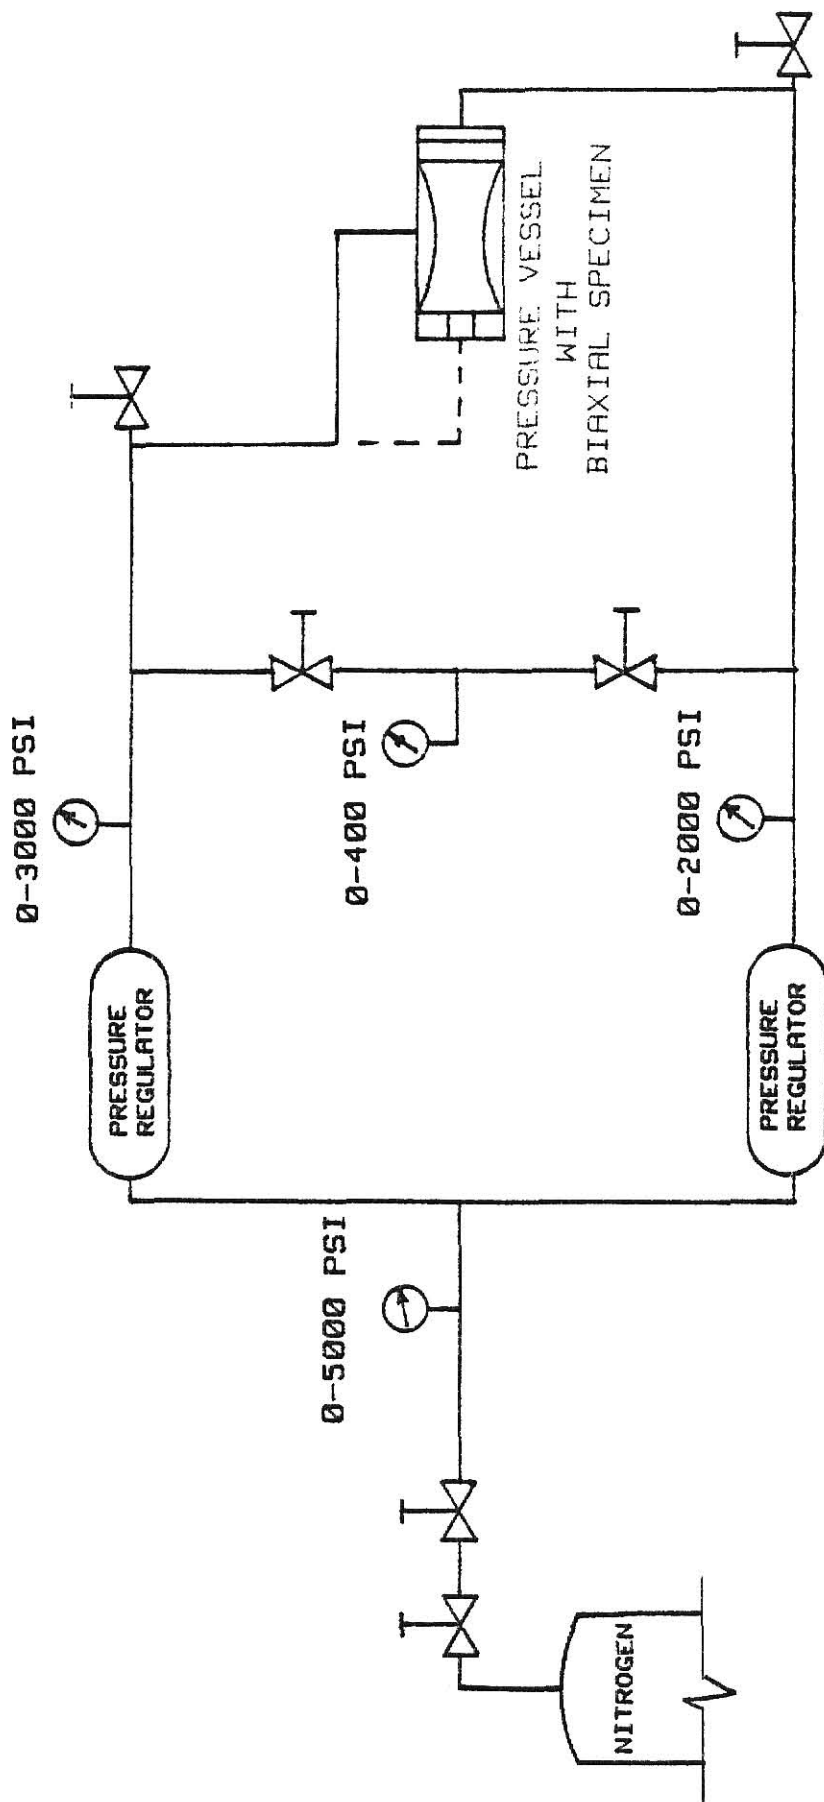 0-3000 PSI
PRESSURE
REGULATOR
0-5000 PSI
0-400 PSI
PRESSURE VESSEL
WITH
BIAXIAL SPECIMEN
NITROGEN
0-2000 PSI
PRESSURE
REGULATOR